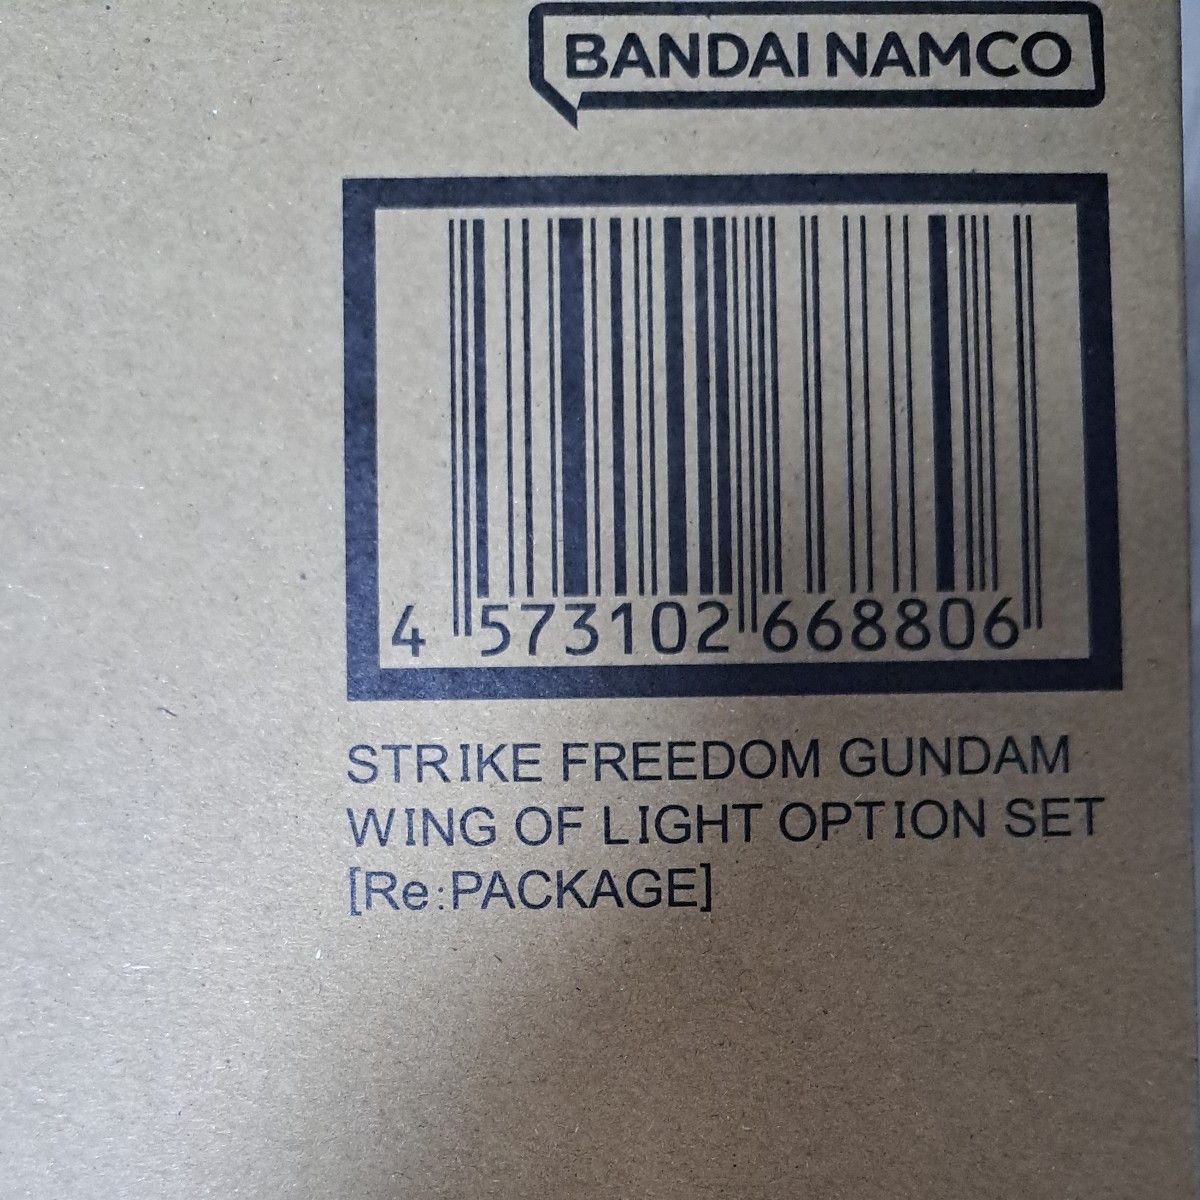 BANDAI NAMCO
4 573102 668806
STRIKE FREEDOM GUNDAM
WING OF LIGHT OPTION SET
[Re:PACKAGE]